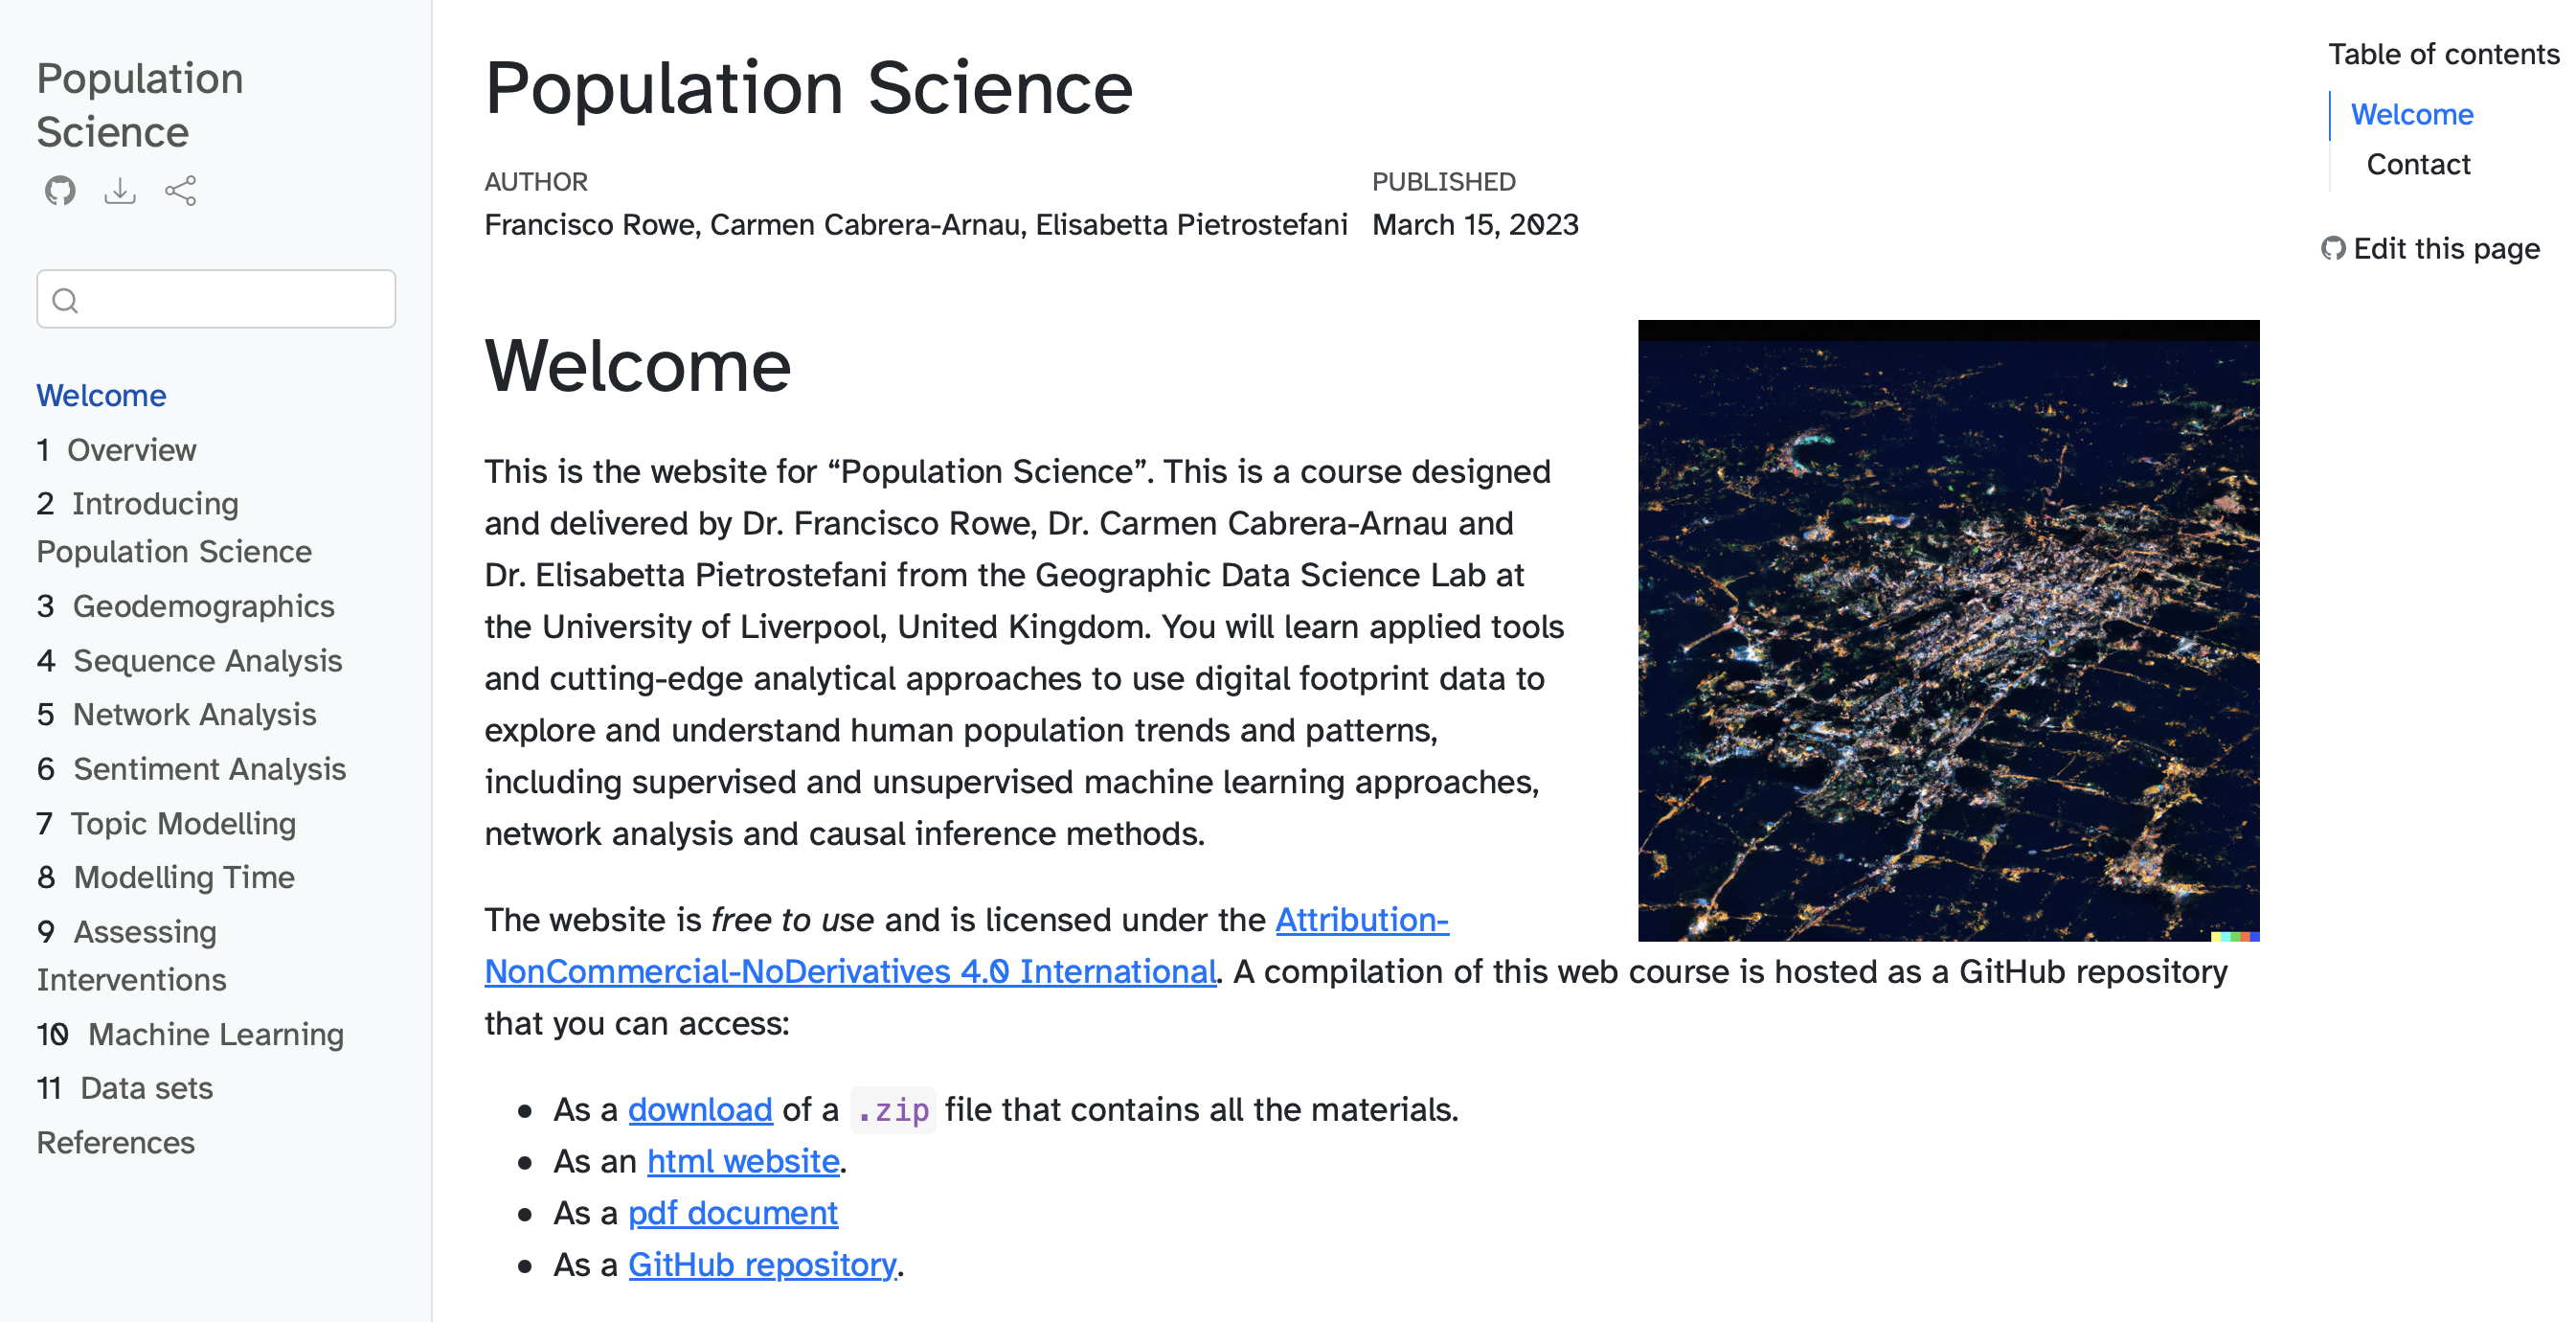 Population
Science
Welcome
1 Overview
2 Introducing
Population Science
3 Geodemographics
4 Sequence Analysis
5 Network Analysis
6 Sentiment Analysis
7 Topic Modelling
8 Modelling Time
9 Assessing
Interventions
10 Machine Learning
11 Data sets
References
Population Science
AUTHOR
Francisco Rowe, Carmen Cabrera-Arnau, Elisabetta Pietrostefani
PUBLISHED
March 15, 2023
Welcome
This is the website for “Population Science”. This is a course designed
and delivered by Dr. Francisco Rowe, Dr. Carmen Cabrera-Arnau and
Dr. Elisabetta Pietrostefani from the Geographic Data Science Lab at
the University of Liverpool, United Kingdom. You will learn applied tools
and cutting-edge analytical approaches to use digital footprint data to
explore and understand human population trends and patterns,
including supervised and unsupervised machine learning approaches,
network analysis and causal inference methods.
The website is free to use and is licensed under the Attribution-
NonCommercial-NoDerivatives 4.0 International. A compilation of this web course is hosted as a GitHub repository
that you can access:
• As a download of a .zip file that contains all the materials.
• As an html website.
• As a pdf document
• As a GitHub repository.
Table of contents
Welcome
Contact
Edit this page